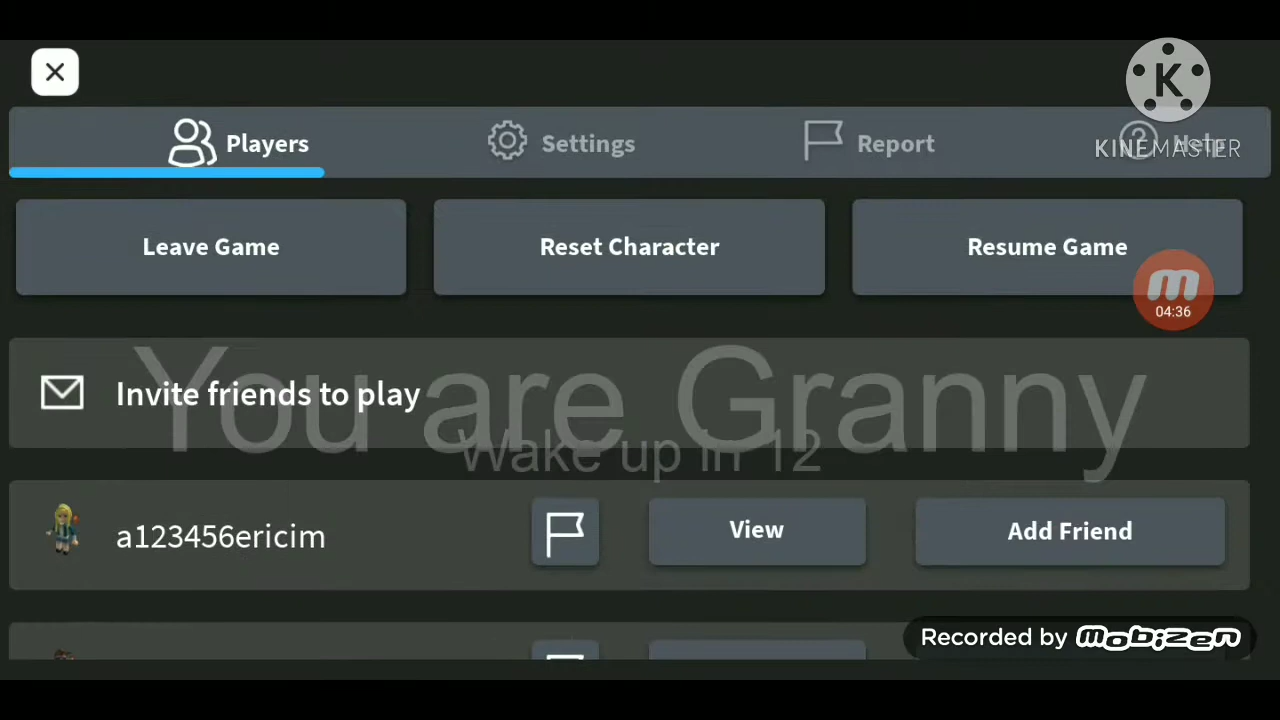 K
KINEMASTER
Players
Settings
Report
Help
Leave Game
Reset Character
Resume Game
m
04:36
Invite friends to play
You are Granny
Wake up in 12
a123456ericim
View
Add Friend
Recorded by mobizen